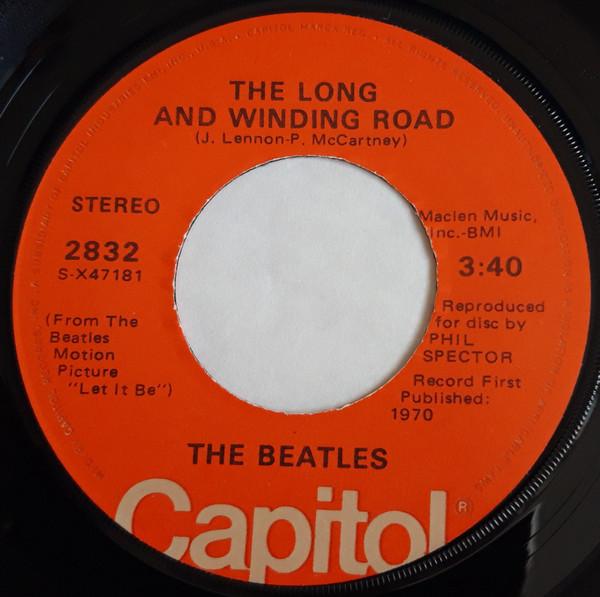 THE LONG
AND WINDING ROAD
(J. Lennon-P. McCartney)
STEREO
2832
S-X47181
(From The
Beatles
Motion
Picture
"Let It Be")
Maclen Music,
Inc.-BMI
3:40
Reproduced
for disc by
PHIL
SPECTOR
Record First
Published:
1970
THE BEATLES
Capitol®